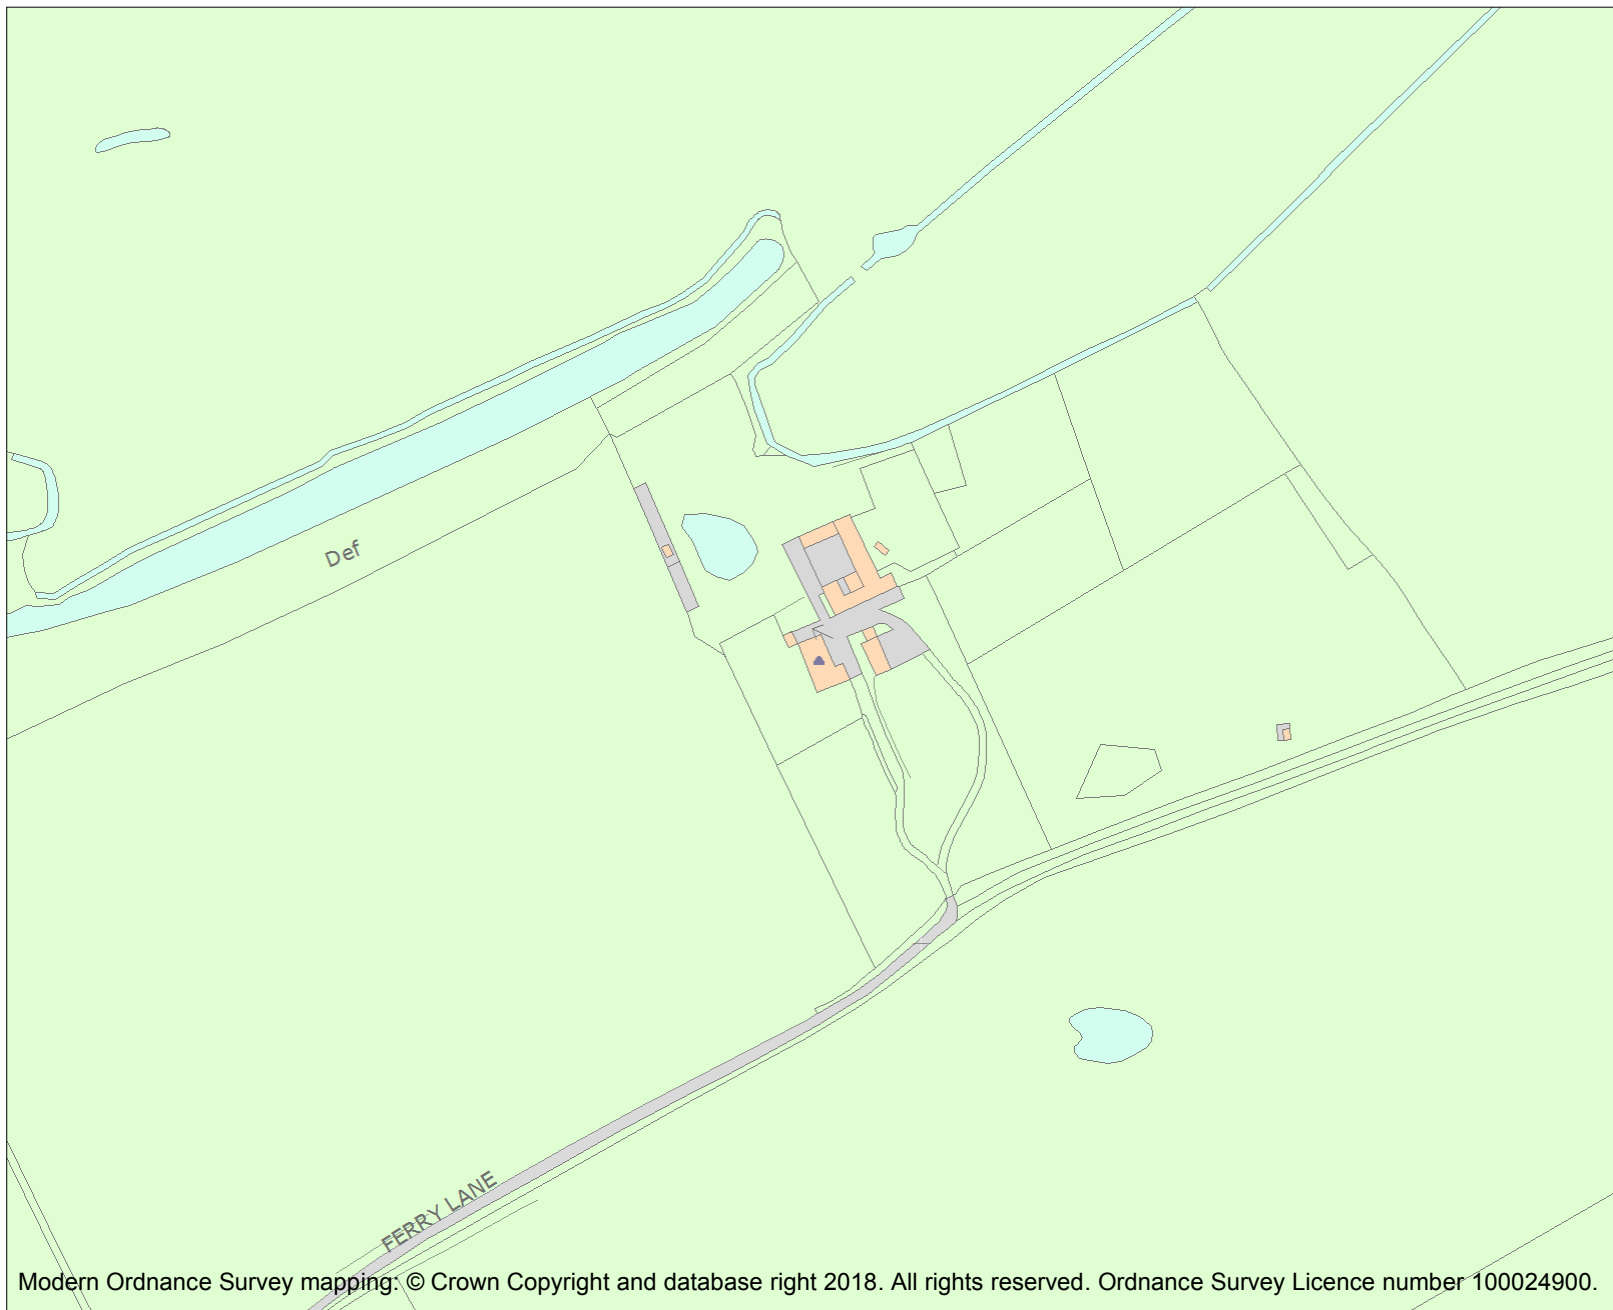 Def
FERRY LANE
Modern Ordnance Survey mapping: © Crown Copyright and database right 2018. All rights reserved. Ordnance Survey Licence number 100024900.